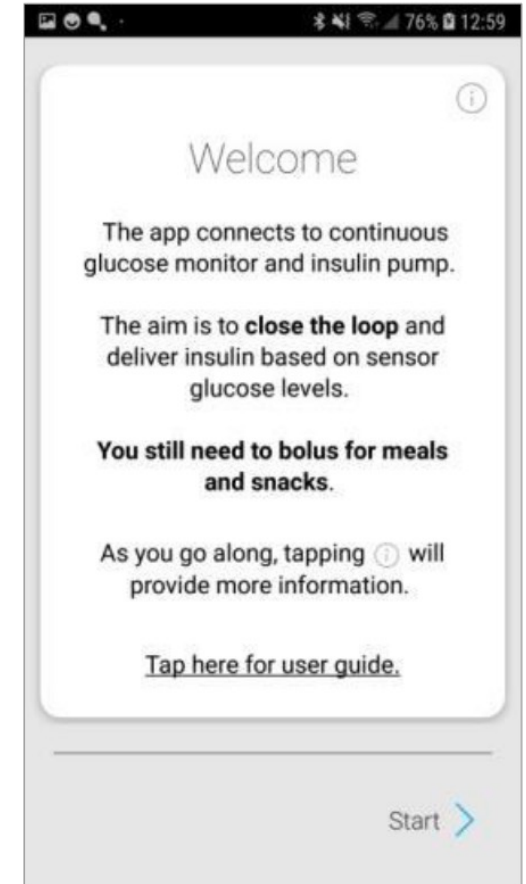 76% 12:59
Welcome
The app connects to continuous
glucose monitor and insulin pump.
The aim is to close the loop and
deliver insulin based on sensor
glucose levels.
You still need to bolus for meals
and snacks.
As you go along, tapping ⓘ will
provide more information.
Tap here for user guide.
Start